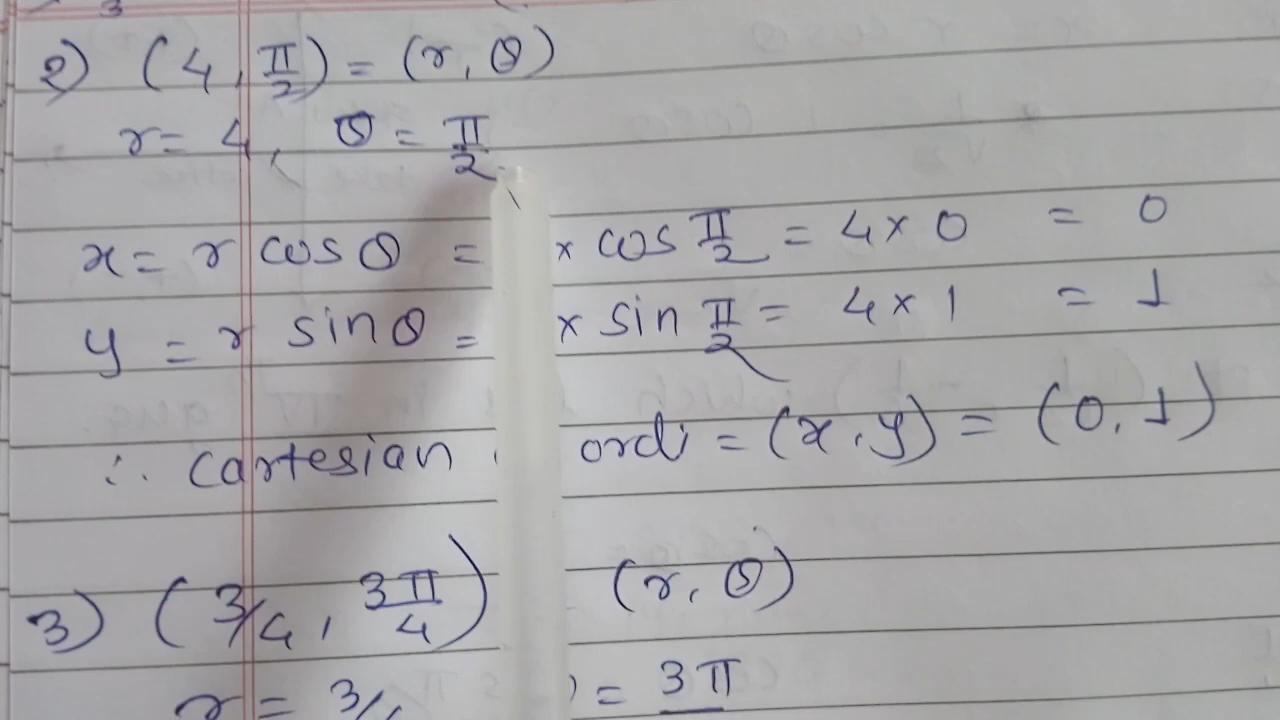 2) (4, π/2) = (r, θ)
r = 4, θ = π/2
x = r cos θ = × cos π/2 = 4 × 0 = 0
y = r sin θ = × sin π/2 = 4 × 1 = 1
∴ Cartesian ordi = (x, y) = (0, 1)
3) (3/4, 3π/4) (r, θ)
r = 3/ = 3π